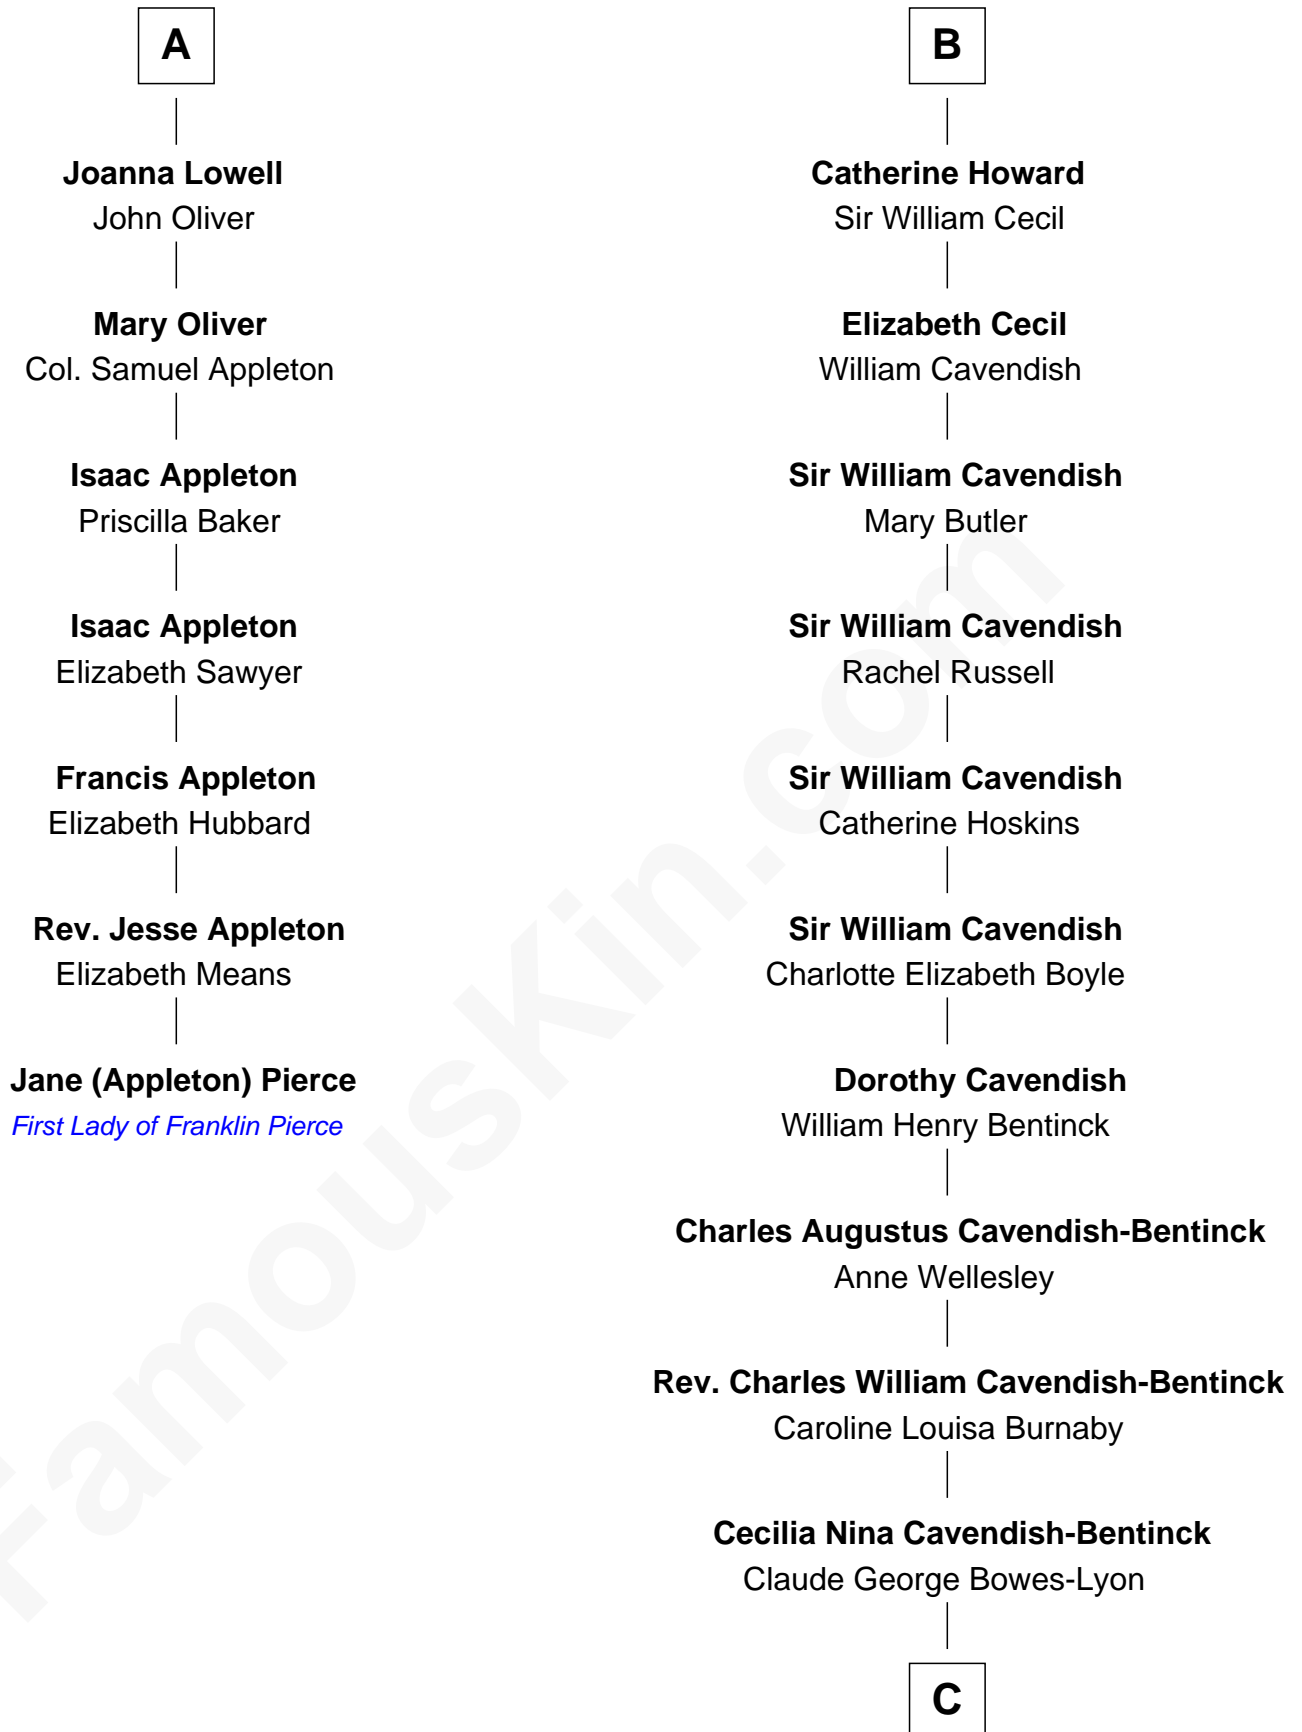 A
Joanna Lowell
John Oliver
Mary Oliver
Col. Samuel Appleton
Isaac Appleton
Priscilla Baker
Isaac Appleton
Elizabeth Sawyer
Francis Appleton
Elizabeth Hubbard
Rev. Jesse Appleton
Elizabeth Means
Jane (Appleton) Pierce
First Lady of Franklin Pierce
B
Catherine Howard
Sir William Cecil
Elizabeth Cecil
William Cavendish
Sir William Cavendish
Mary Butler
Sir William Cavendish
Rachel Russell
Sir William Cavendish
Catherine Hoskins
Sir William Cavendish
Charlotte Elizabeth Boyle
Dorothy Cavendish
William Henry Bentinck
Charles Augustus Cavendish-Bentinck
Anne Wellesley
Rev. Charles William Cavendish-Bentinck
Caroline Louisa Burnaby
Cecilia Nina Cavendish-Bentinck
Claude George Bowes-Lyon
C
FamousKin.com